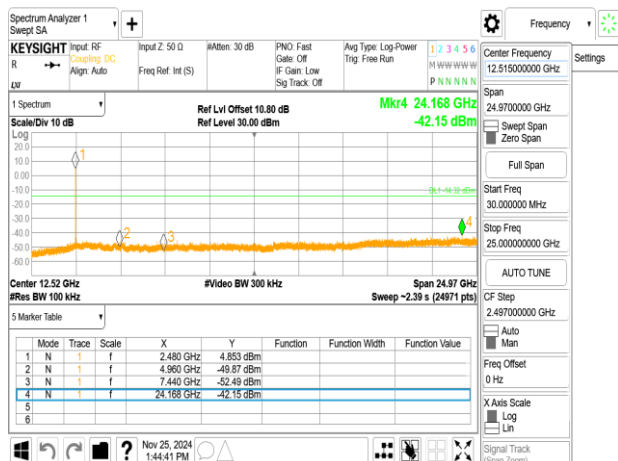 Spectrum Analyzer 1
Swept SA
Frequency
KEYSIGHT
R
Input: RF
Coupling: DC
Align: Auto
Input Z: 50 Ω
Freq Ref: Int (S)
#Atten: 30 dB
PNO: Fast
Gate: Off
IF Gain: Low
Sig Track: Off
Avg Type: Log-Power
Trig: Free Run
1 2 3 4 5 6
M W W W W W
P N N N N N
1 Spectrum
Scale/Div 10 dB
Ref Lvl Offset 10.80 dB
Ref Level 30.00 dBm
Mkr4 24.168 GHz
-42.15 dBm
Log
20.0
10.0
0.00
-10.0
-20.0
-30.0
-40.0
-50.0
-60.0
1
2
3
4
DL1 -14.32 dBm
Center 12.52 GHz
#Res BW 100 kHz
#Video BW 300 kHz
Span 24.97 GHz
Sweep ~2.39 s (24971 pts)
5 Marker Table
Mode Trace Scale X Y Function Function Width Function Value
1 N 1 f 2.480 GHz 4.853 dBm
2 N 1 f 4.960 GHz -49.87 dBm
3 N 1 f 7.440 GHz -52.49 dBm
4 N 1 f 24.168 GHz -42.15 dBm
5
6
?
Nov 25, 2024
1:44:41 PM
Center Frequency
12.515000000 GHz
Settings
Span
24.9700000 GHz
Swept Span
Zero Span
Full Span
Start Freq
30.000000 MHz
Stop Freq
25.000000000 GHz
AUTO TUNE
CF Step
2.497000000 GHz
Auto
Man
Freq Offset
0 Hz
X Axis Scale
Log
Lin
Signal Track
(Span Zoom)